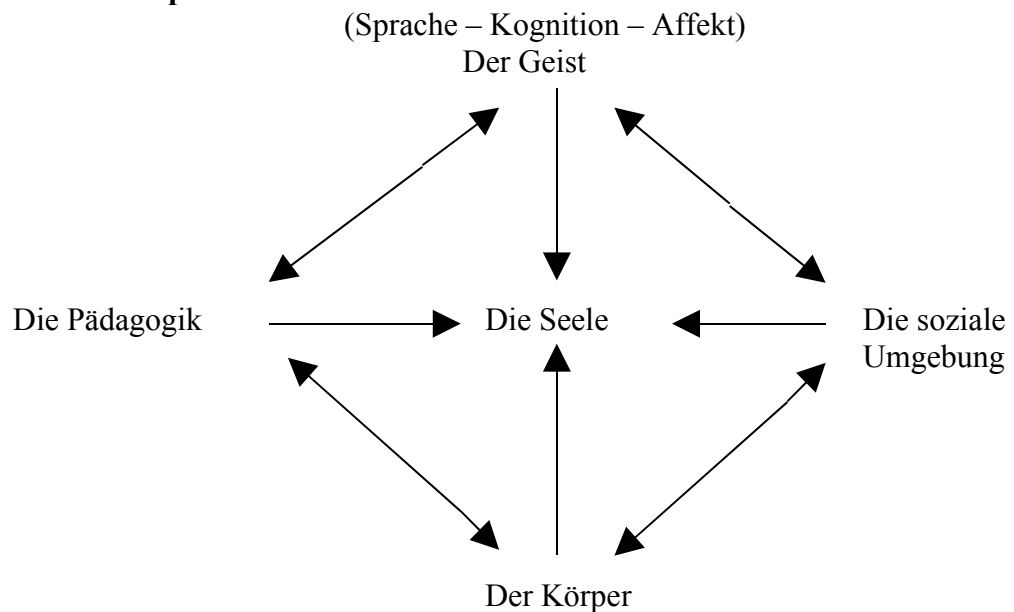 (Sprache – Kognition – Affekt)
Der Geist
Die Pädagogik
Die Seele
Die soziale
Umgebung
Der Körper